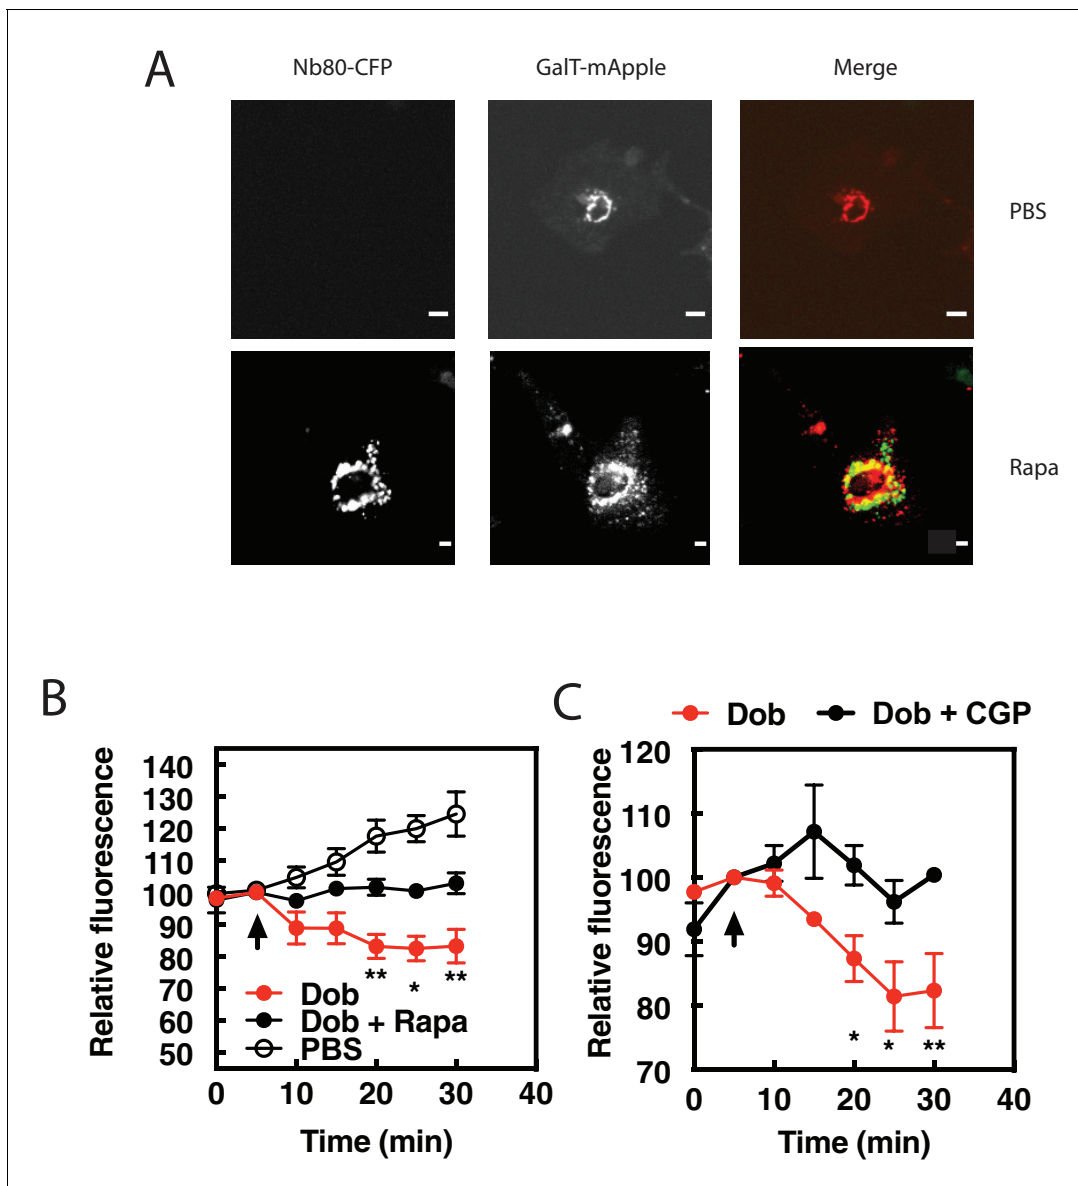 A
Nb80-CFP
GalT-mApple
Merge
PBS
Rapa
B
Relative fluorescence
140
130
120
110
100
90
80
70
60
50
** * **
Dob
Dob + Rapa
PBS
0 10 20 30 40
Time (min)
C
Dob Dob + CGP
Relative fluorescence
120
110
100
90
80
70
* * **
0 10 20 30 40
Time (min)